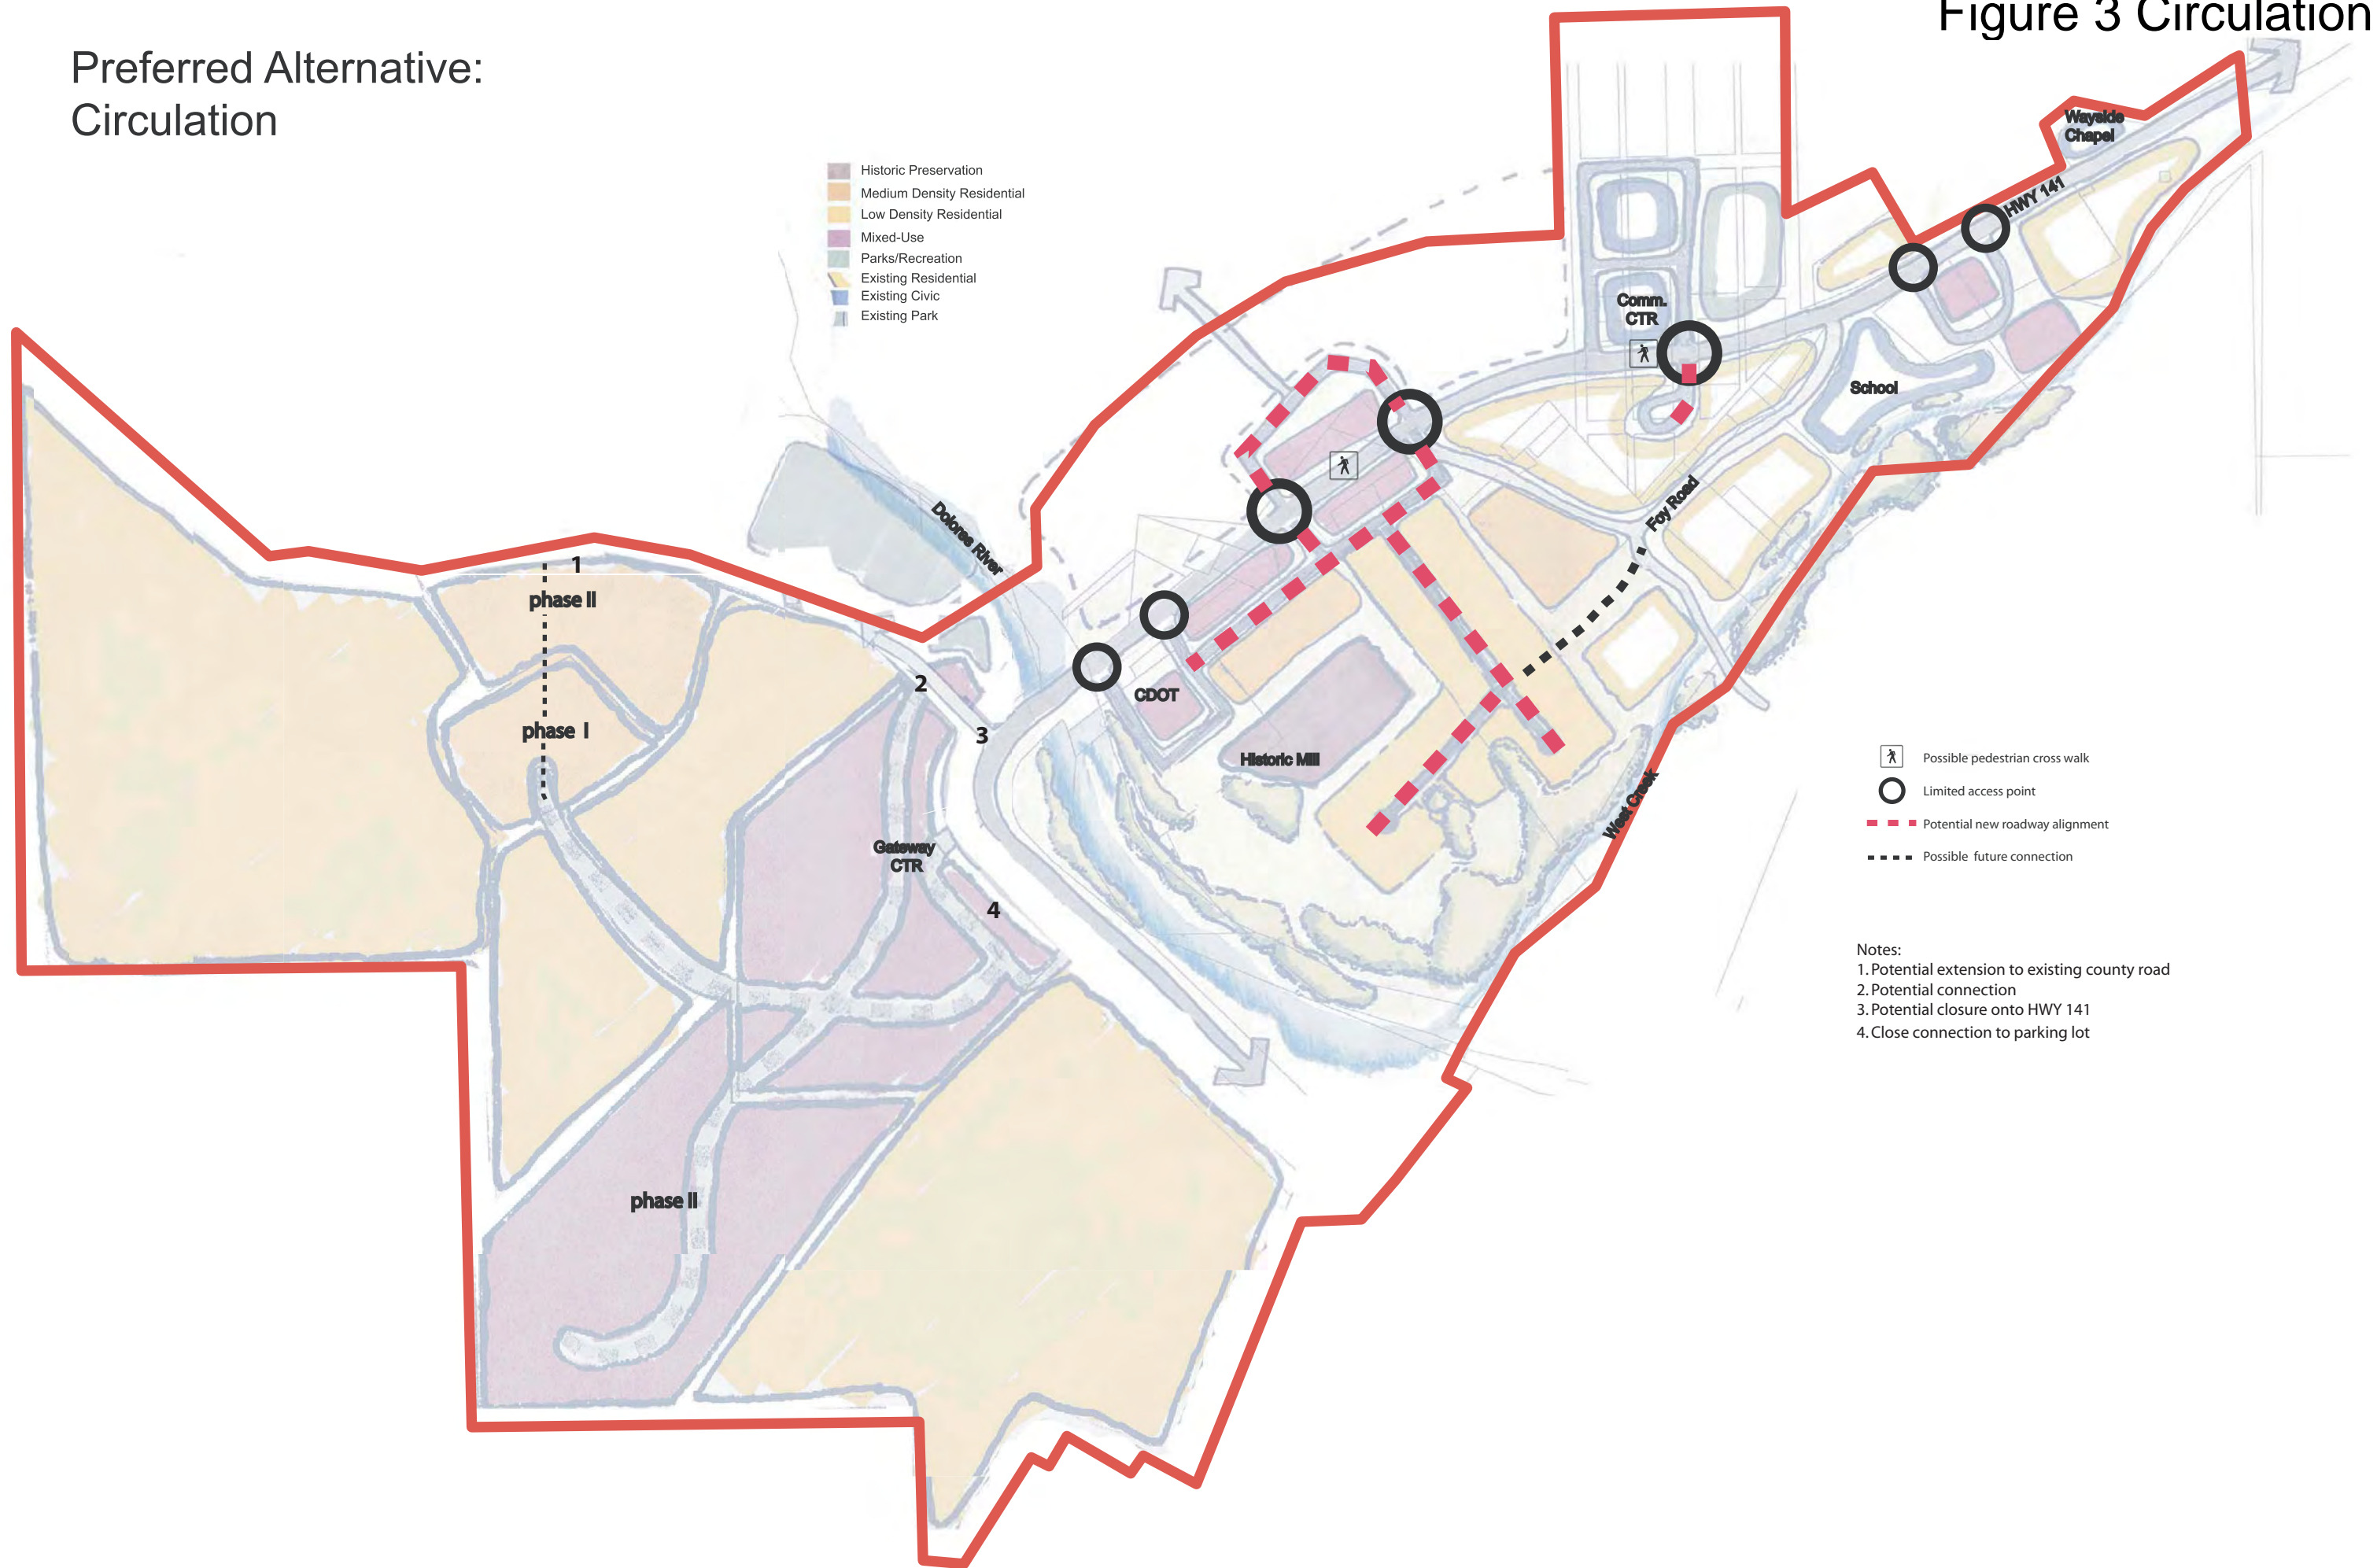 Figure 3 Circulation
Preferred Alternative:
Circulation
Historic Preservation
Medium Density Residential
Low Density Residential
Mixed-Use
Parks/Recreation
Existing Residential
Existing Civic
Existing Park
Wayside
Chapel
HWY 141
Comm.
CTR
School
Foy Road
Dolores River
1
phase II
phase I
2
3
CDOT
Historic Mill
West Creek
Gateway
CTR
4
phase II
Possible pedestrian cross walk
Limited access point
Potential new roadway alignment
Possible future connection
Notes:
1. Potential extension to existing county road
2. Potential connection
3. Potential closure onto HWY 141
4. Close connection to parking lot